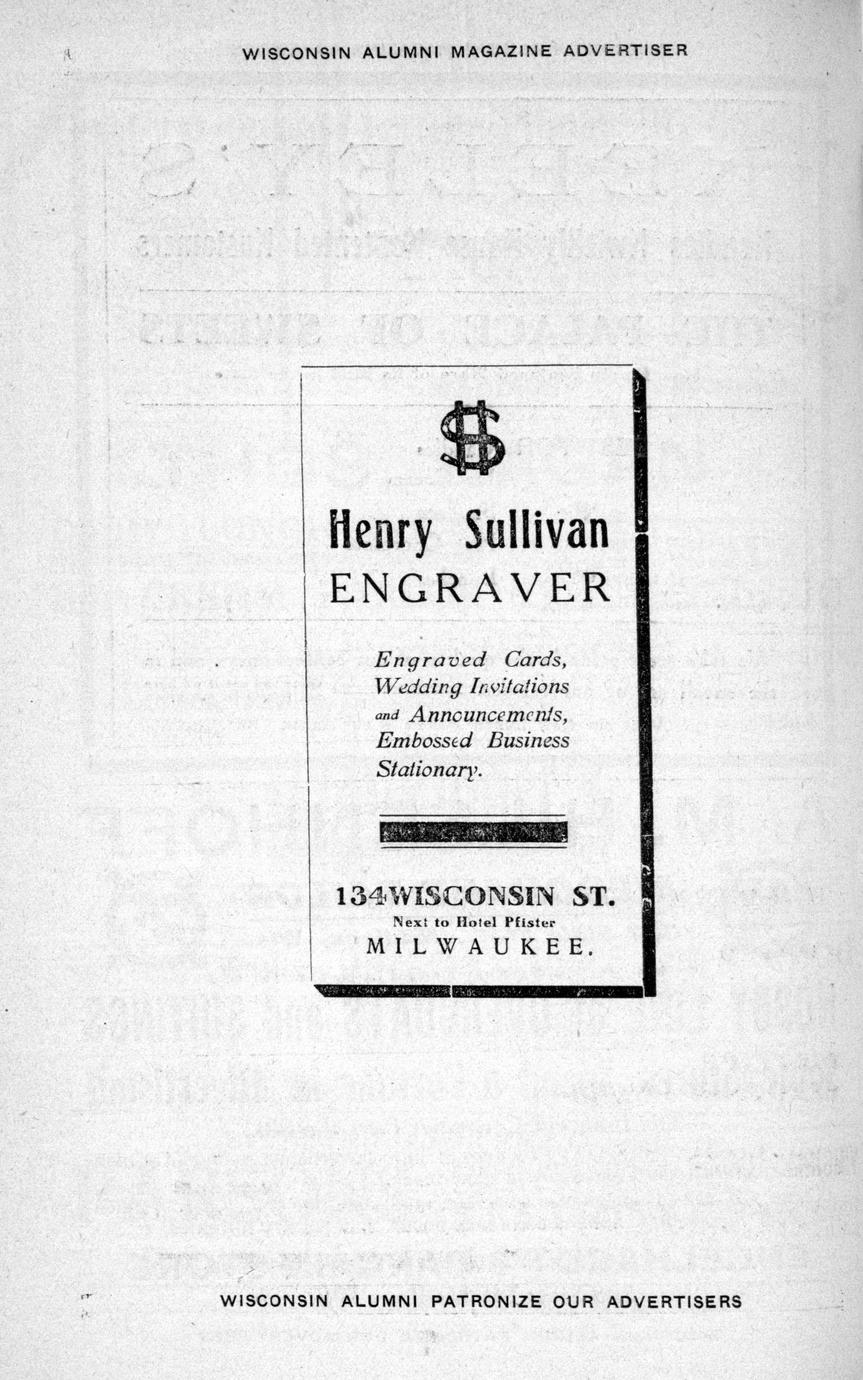 WISCONSIN ALUMNI MAGAZINE ADVERTISER
Henry Sullivan
ENGRAVER
Engraved Cards,
Wedding Invitations
and Announcements,
Embossed Business
Stationary.
134 WISCONSIN ST.
Next to Hotel Pfister
MILWAUKEE.
WISCONSIN ALUMNI PATRONIZE OUR ADVERTISERS